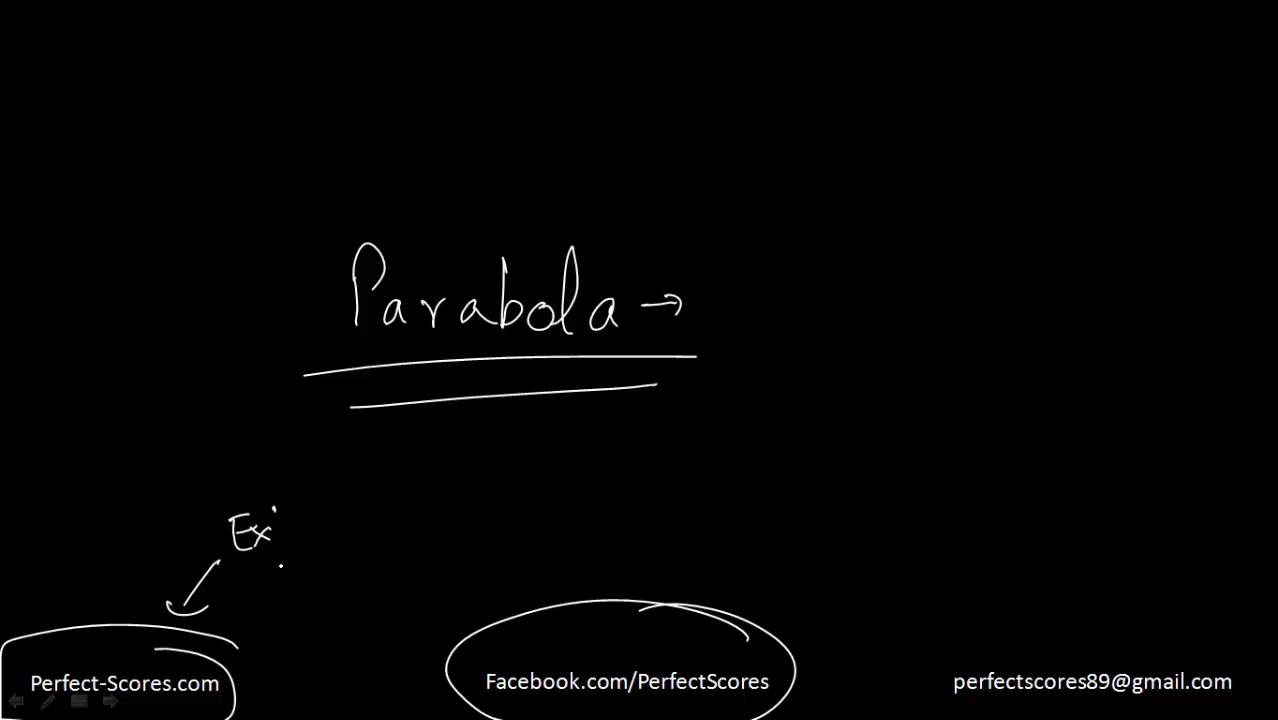 Parabola →
Ex
Perfect-Scores.com
Facebook.com/PerfectScores
perfectscores89@gmail.com